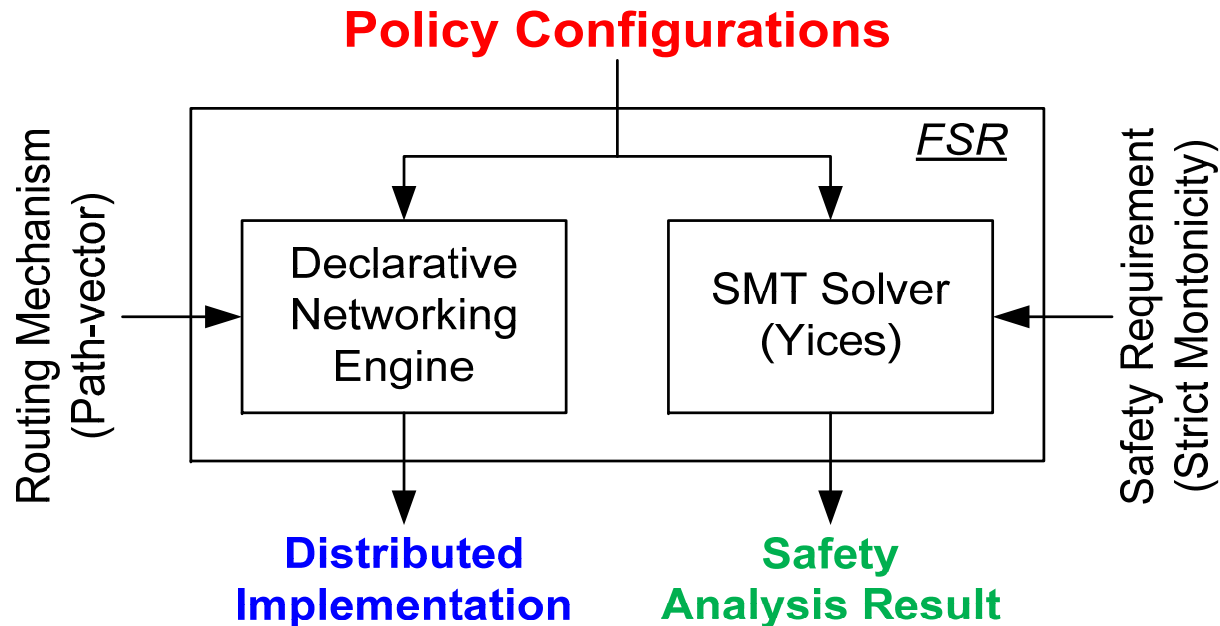 Policy Configurations
FSR
Routing Mechanism
(Path-vector)
Declarative
Networking
Engine
SMT Solver
(Yices)
Safety Requirement
(Strict Montonicity)
Distributed
Implementation
Safety
Analysis Result